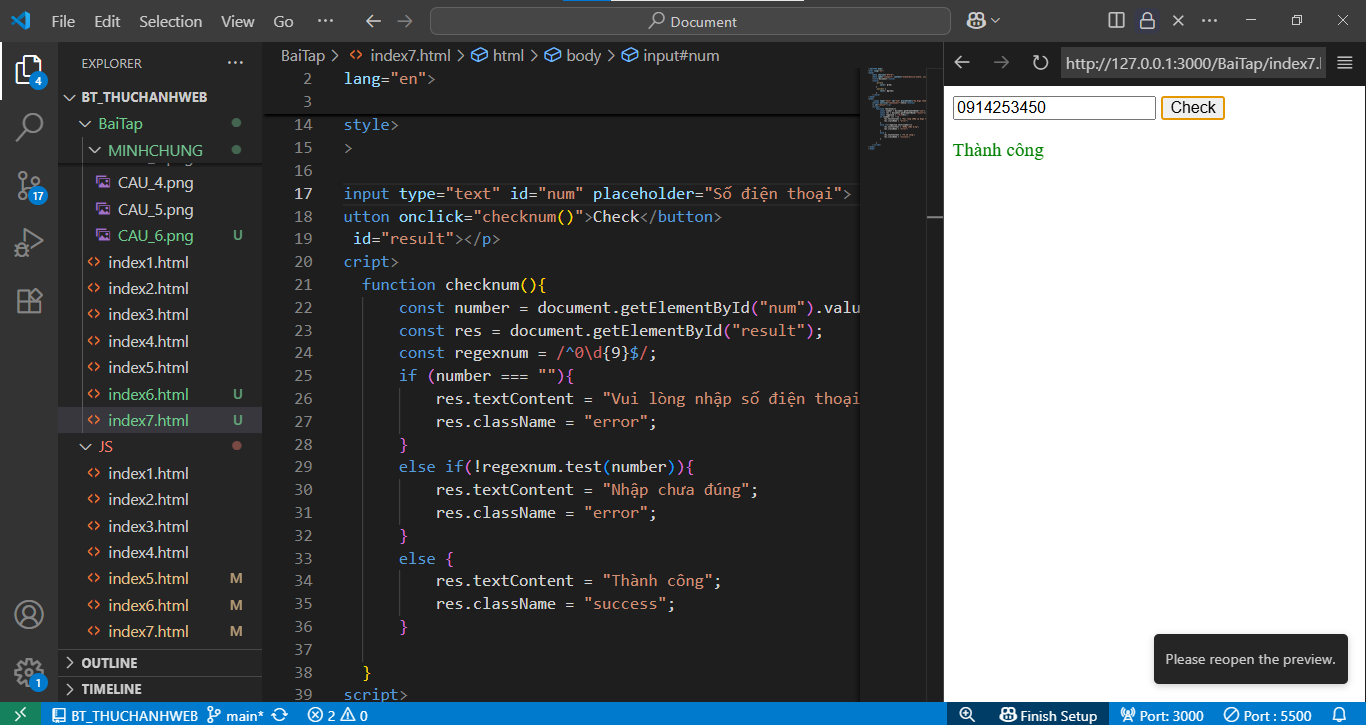 File Edit Selection View Go ··· Document
EXPLORER ···
BT_THUCHANHWEB
BaiTap
MINHCHUNG
CAU_4.png
CAU_5.png
CAU_6.png U
index1.html
index2.html
index3.html
index4.html
index5.html
index6.html U
index7.html U
JS
index1.html
index2.html
index3.html
index4.html
index5.html M
index6.html M
index7.html M
OUTLINE
TIMELINE
4
17
1
BaiTap > index7.html > html > body > input#num
2 lang="en">
3
14 style>
15 >
16
17 input type="text" id="num" placeholder="Số điện thoại">
18 utton onclick="checknum()">Check</button>
19 id="result"></p>
20 cript>
21 function checknum(){
22 const number = document.getElementById("num").valu
23 const res = document.getElementById("result");
24 const regexnum = /^0\d{9}$/;
25 if (number === ""){
26 res.textContent = "Vui lòng nhập số điện thoại
27 res.className = "error";
28 }
29 else if(!regexnum.test(number)){
30 res.textContent = "Nhập chưa đúng";
31 res.className = "error";
32 }
33 else {
34 res.textContent = "Thành công";
35 res.className = "success";
36 }
37
38 }
39 script>
http://127.0.0.1:3000/BaiTap/index7.
0914253450 Check
Thành công
Please reopen the preview.
BT_THUCHANHWEB main* 2 0 Finish Setup Port: 3000 Port : 5500